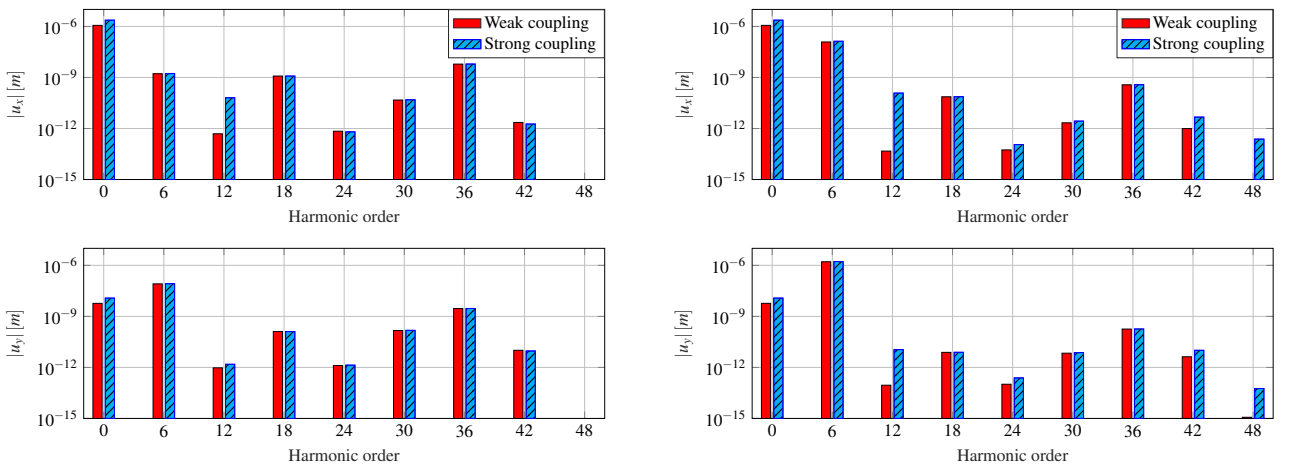 |u_x| [m]
10^{-6}
10^{-9}
10^{-12}
10^{-15}
Weak coupling
Strong coupling
0 6 12 18 24 30 36 42 48
Harmonic order
|u_x| [m]
10^{-6}
10^{-9}
10^{-12}
10^{-15}
Weak coupling
Strong coupling
0 6 12 18 24 30 36 42 48
Harmonic order
|u_y| [m]
10^{-6}
10^{-9}
10^{-12}
10^{-15}
0 6 12 18 24 30 36 42 48
Harmonic order
|u_y| [m]
10^{-6}
10^{-9}
10^{-12}
10^{-15}
0 6 12 18 24 30 36 42 48
Harmonic order